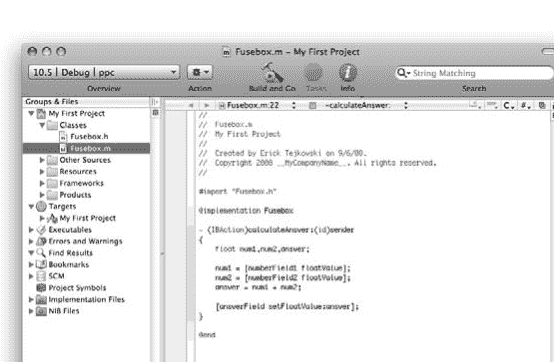 Fusebox.m – My First Project
10.5 | Debug | ppc
String Matching
Overview
Action
Build and Go
Tasks
Info
Search
Groups & Files
Fusebox.m:22
-calculateAnswer:
C
#
My First Project
Classes
Fusebox.h
Fusebox.m
Other Sources
Resources
Frameworks
Products
Targets
My First Project
Executables
Errors and Warnings
Find Results
Bookmarks
SCM
Project Symbols
Implementation Files
NIB Files
//
// Fusebox.m
// My First Project
//
// Created by Erick Tejkowski on 9/6/08.
// Copyright 2008 __MyCompanyName__. All rights reserved.
//
#import "Fusebox.h"
@implementation Fusebox
- (IBAction)calculateAnswer:(id)sender
{
float num1,num2,answer;
num1 = [numberField1 floatValue];
num2 = [numberField2 floatValue];
answer = num1 + num2;
[answerField setFloatValue:answer];
}
@end